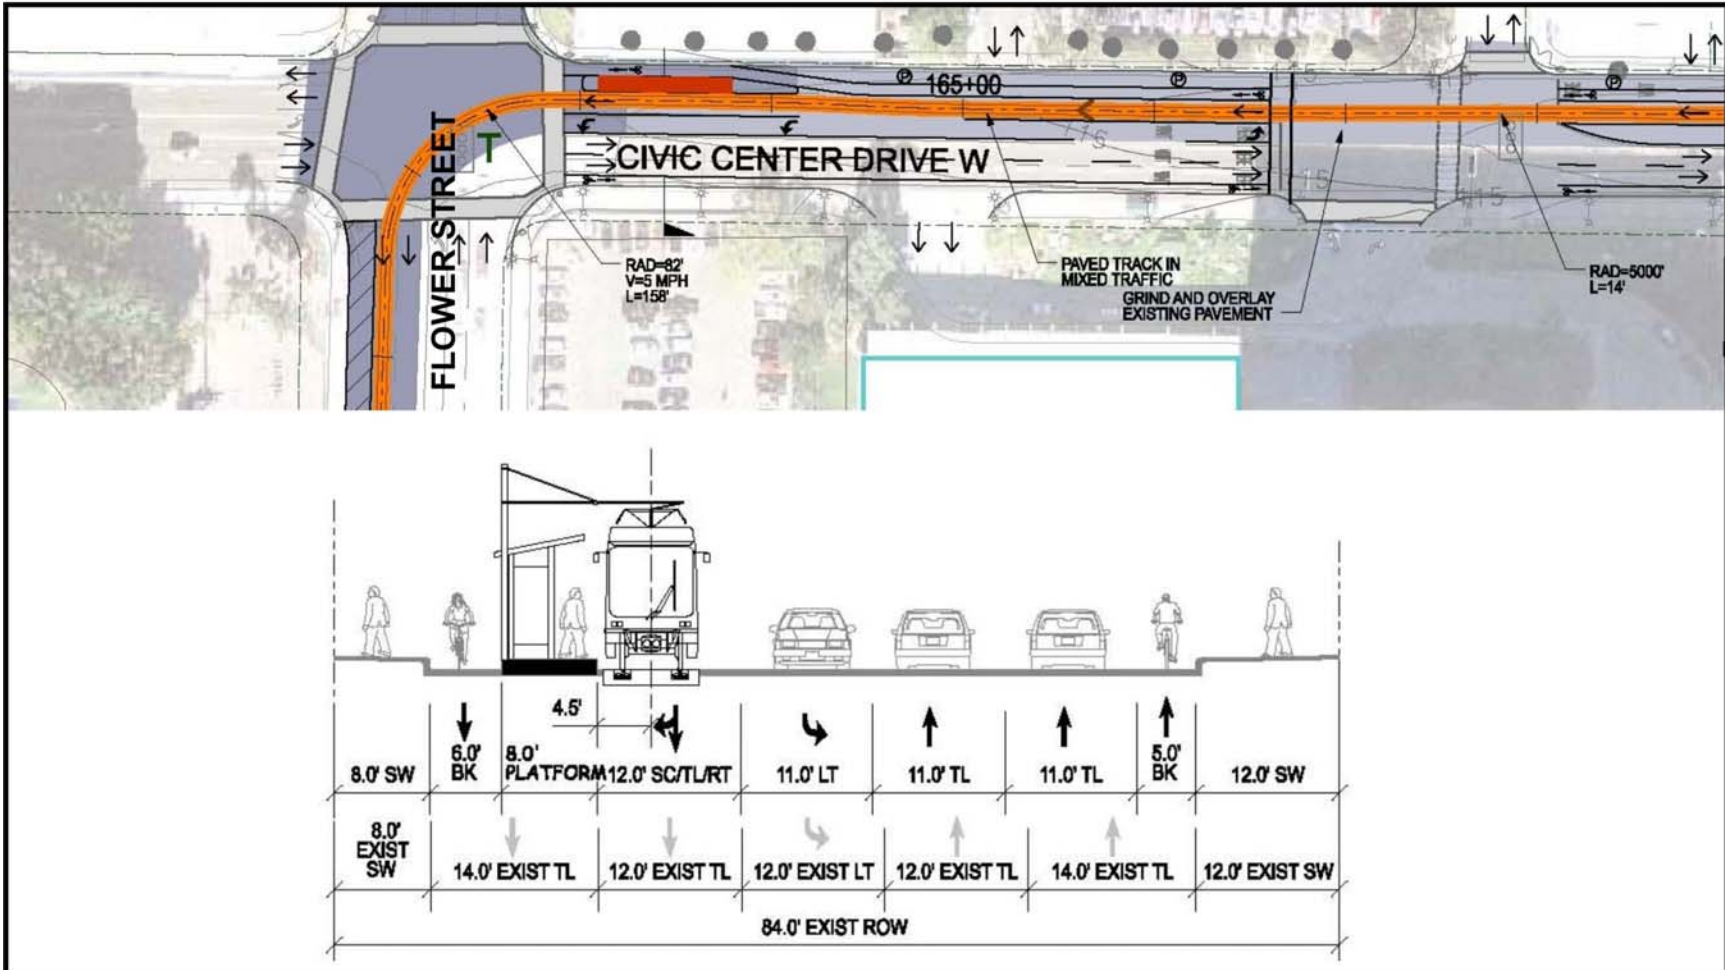 165+00
CIVIC CENTER DRIVE W
T
FLOWER STREET
RAD=82'
V=5 MPH
L=158'
PAVED TRACK IN
MIXED TRAFFIC
GRIND AND OVERLAY
EXISTING PAVEMENT
RAD=5000'
L=14'
P
P
P
15
15
15
4.5'
8.0' SW
6.0'
BK
8.0'
PLATFORM
12.0' SC/TL/RT
11.0' LT
11.0' TL
11.0' TL
5.0'
BK
12.0' SW
8.0'
EXIST
SW
14.0' EXIST TL
12.0' EXIST TL
12.0' EXIST LT
12.0' EXIST TL
14.0' EXIST TL
12.0' EXIST SW
84.0' EXIST ROW